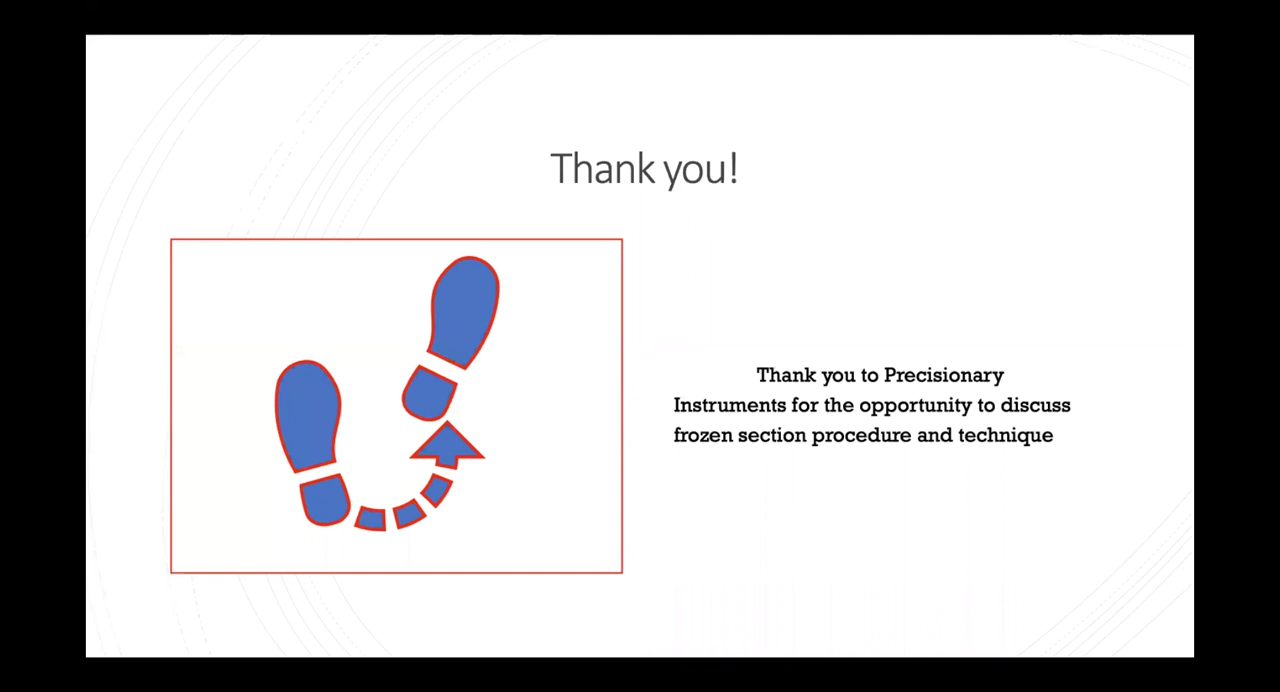 Thank you!
Thank you to Precisionary
Instruments for the opportunity to discuss
frozen section procedure and technique